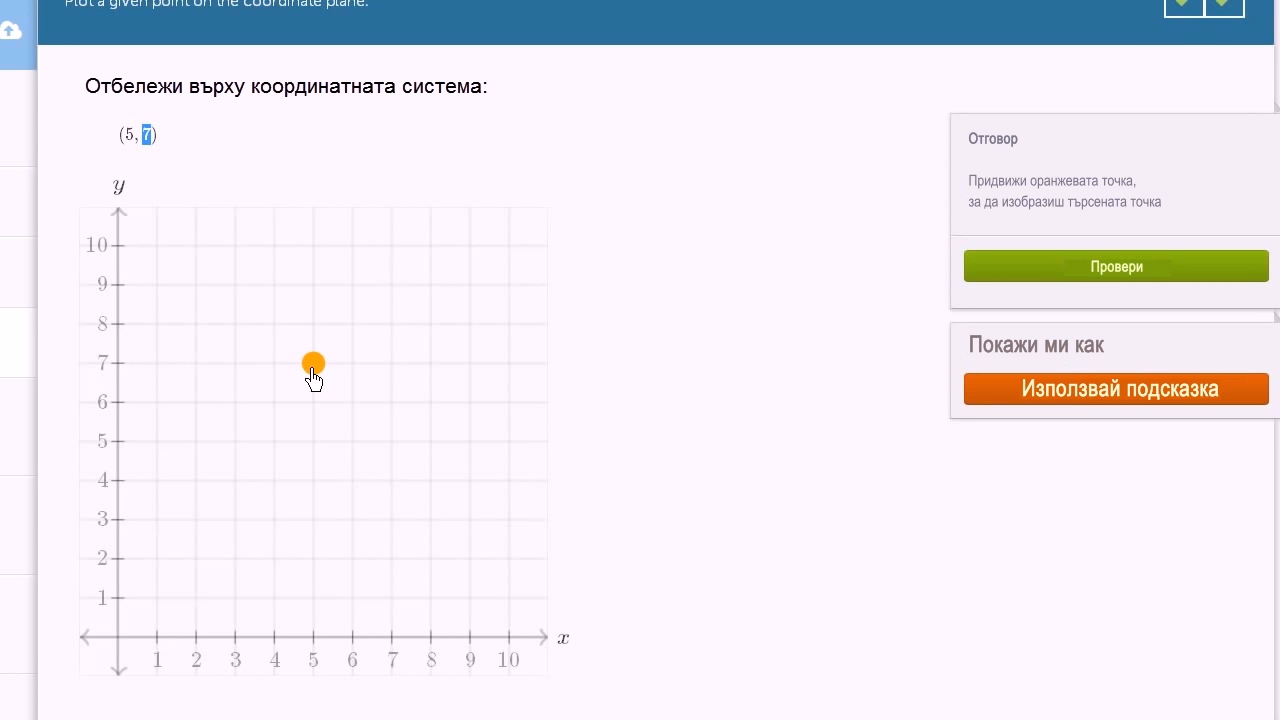 Plot a given point on the coordinate plane.
Отбележи върху координатната система:
(5, 7)
y
10
9
8
7
6
5
4
3
2
1
x
1 2 3 4 5 6 7 8 9 10
Отговор
Придвижи оранжевата точка,
за да изобразиш търсената точка
Провери
Покажи ми как
Използвай подсказка